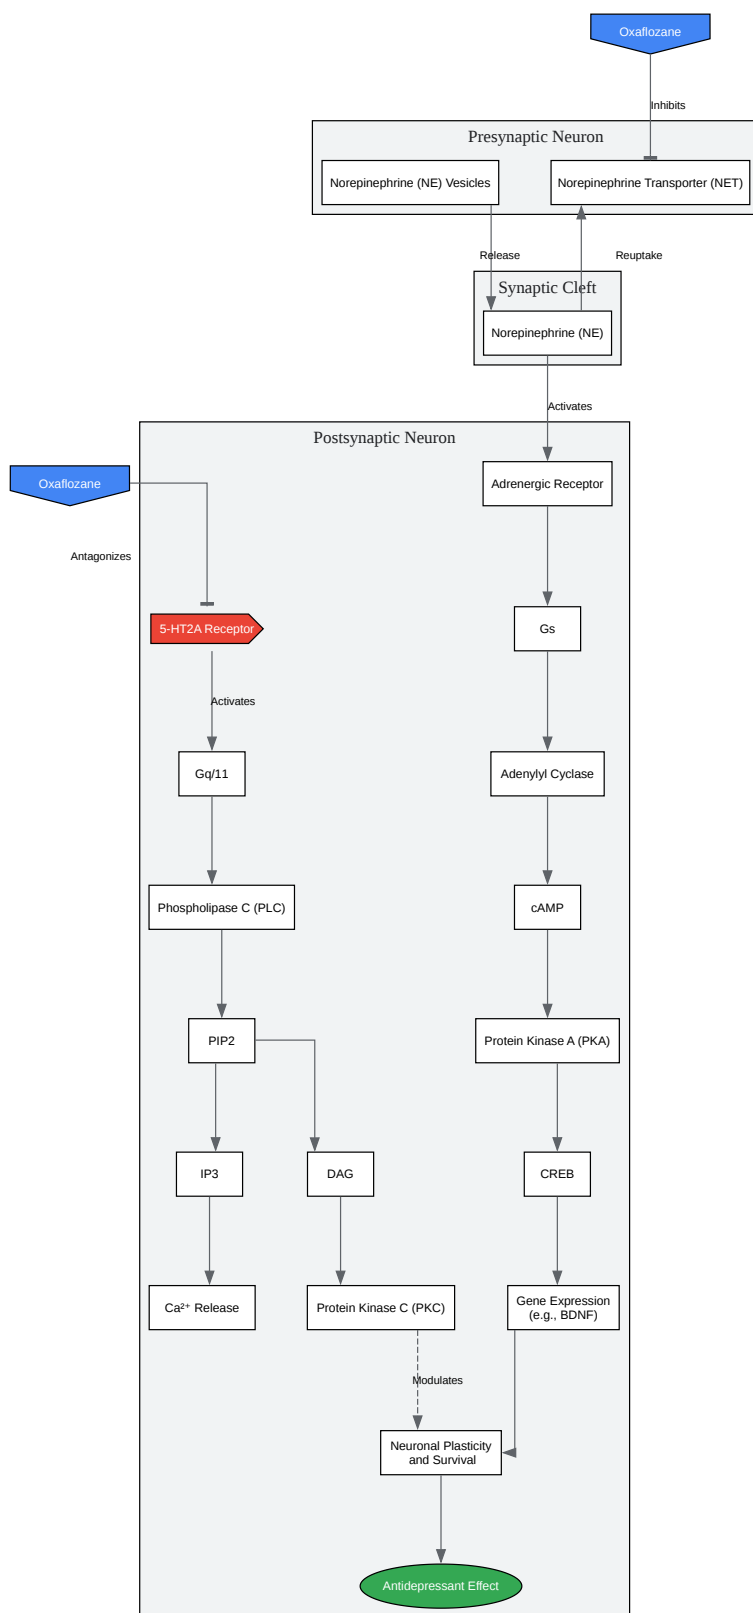 Oxaflozane
Inhibits
Presynaptic Neuron
Norepinephrine (NE) Vesicles
Norepinephrine Transporter (NET)
Release
Reuptake
Synaptic Cleft
Norepinephrine (NE)
Activates
Postsynaptic Neuron
Oxaflozane
Adrenergic Receptor
Antagonizes
5-HT2A Receptor
Gs
Activates
Gq/11
Adenylyl Cyclase
Phospholipase C (PLC)
cAMP
PIP2
Protein Kinase A (PKA)
IP3
DAG
CREB
Ca²⁺ Release
Protein Kinase C (PKC)
Gene Expression
(e.g., BDNF)
Modulates
Neuronal Plasticity
and Survival
Antidepressant Effect